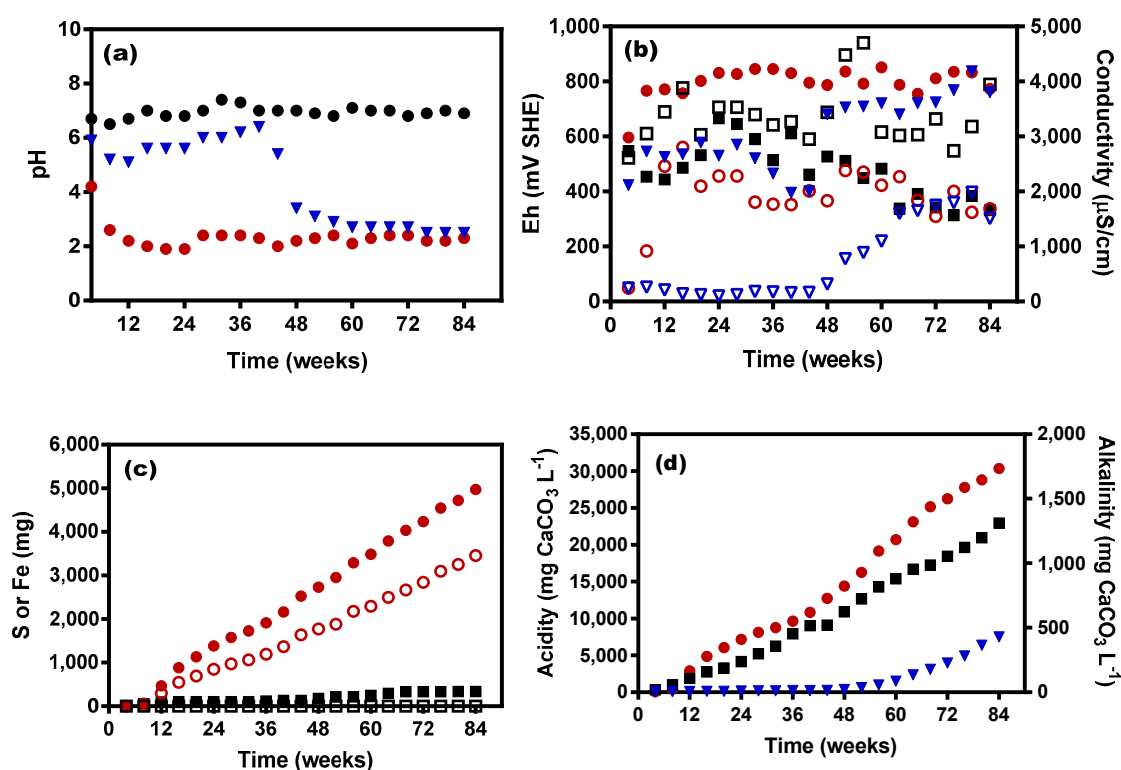 (a)
10
8
6
4
2
0
pH
12 24 36 48 60 72 84
Time (weeks)
(b)
1,000
800
600
400
200
0
Eh (mV SHE)
5,000
4,000
3,000
2,000
1,000
0
Conductivity (µS/cm)
0 12 24 36 48 60 72 84
Time (weeks)
(c)
6,000
5,000
4,000
3,000
2,000
1,000
0
S or Fe (mg)
0 12 24 36 48 60 72 84
Time (weeks)
(d)
35,000
30,000
25,000
20,000
15,000
10,000
5,000
0
Acidity (mg CaCO₃ L⁻¹)
2,000
1,500
1,000
500
0
Alkalinity (mg CaCO₃ L⁻¹)
0 12 24 36 48 60 72 84
Time (weeks)